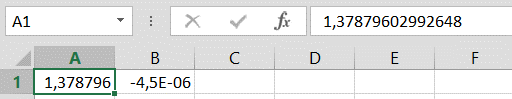 A1 fx 1,37879602992648
A B C D E F
1 1,378796 -4,5E-06